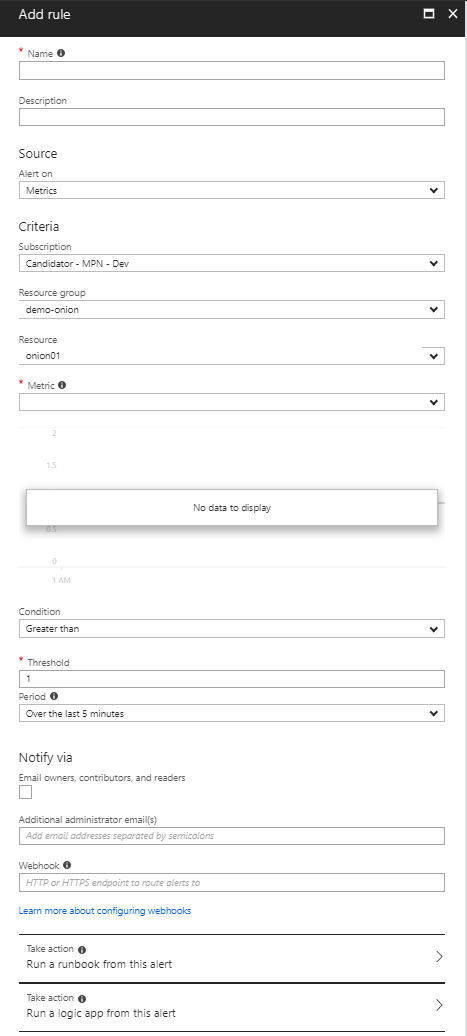 Add rule
* Name
Description
Source
Alert on
Metrics
Criteria
Subscription
Candidator - MPN - Dev
Resource group
demo-onion
Resource
onion01
* Metric
2
1.5
No data to display
0.5
0
1 AM
Condition
Greater than
* Threshold
1
Period
Over the last 5 minutes
Notify via
Email owners, contributors, and readers
Additional administrator email(s)
Add email addresses separated by semicolons
Webhook
HTTP or HTTPS endpoint to route alerts to
Learn more about configuring webhooks
Take action
Run a runbook from this alert
Take action
Run a logic app from this alert